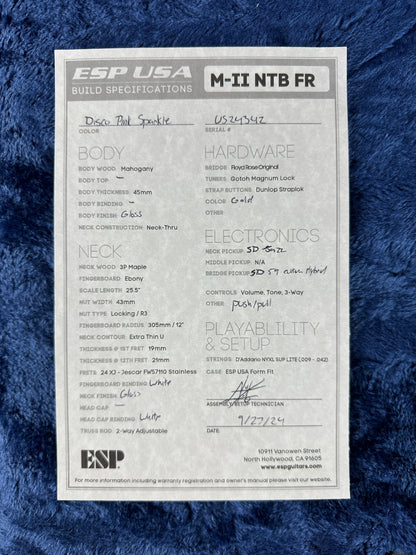 ESP USA
BUILD SPECIFICATIONS
M-II NTB FR
Disco Pink Sparkle
COLOR
US24342
SERIAL #
BODY
BODY WOOD: Mahogany
BODY TOP: —
BODY THICKNESS: 45mm
BODY BINDING: —
BODY FINISH: Gloss
NECK CONSTRUCTION: Neck-Thru
NECK
NECK WOOD: 3P Maple
FINGERBOARD: Ebony
SCALE LENGTH: 25.5"
NUT WIDTH: 43mm
NUT TYPE: Locking / R3
FINGERBOARD RADIUS: 305mm / 12"
NECK CONTOUR: Extra Thin U
THICKNESS @ 1ST FRET: 19mm
THICKNESS @ 12TH FRET: 21mm
FRETS: 24 XJ - Jescar FW57110 Stainless
FINGERBOARD BINDING: White
NECK FINISH: Gloss
HEAD CAP: —
HEAD CAP BINDING: White
TRUSS ROD: 2-Way Adjustable
HARDWARE
BRIDGE: Floyd Rose Original
TUNERS: Gotoh Magnum Lock
STRAP BUTTONS: Dunlop Straplok
COLOR: Gold
OTHER:
ELECTRONICS
NECK PICKUP: SD
MIDDLE PICKUP: N/A
BRIDGE PICKUP: SD 59 custom Hybrid
CONTROLS: Volume, Tone, 3-Way
OTHER: push/pull
PLAYABLILITY
& SETUP
STRINGS: D'Addario NYXL SUP LITE (.009 - .042)
CASE: ESP USA Form Fit
ASSEMBLY/SETUP TECHNICIAN
9/27/24
DATE
ESP
10911 Vanowen Street
North Hollywood, CA 91605
www.espguitars.com
For more information including warranty registration and owner's manual please visit our website.